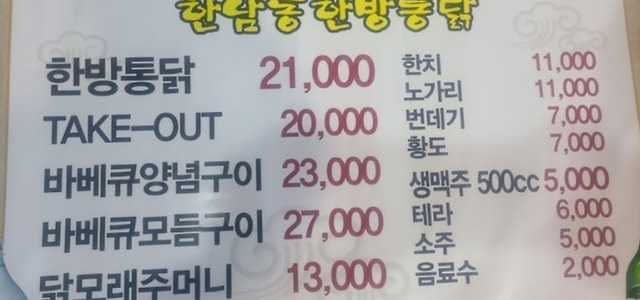 한남동한방통닭
한방통닭 21,000
TAKE-OUT 20,000
바베큐양념구이 23,000
바베큐모듬구이 27,000
닭모래주머니 13,000
한치 11,000
노가리 11,000
번데기 7,000
황도 7,000
생맥주 500cc 5,000
테라 6,000
소주 5,000
음료수 2,000